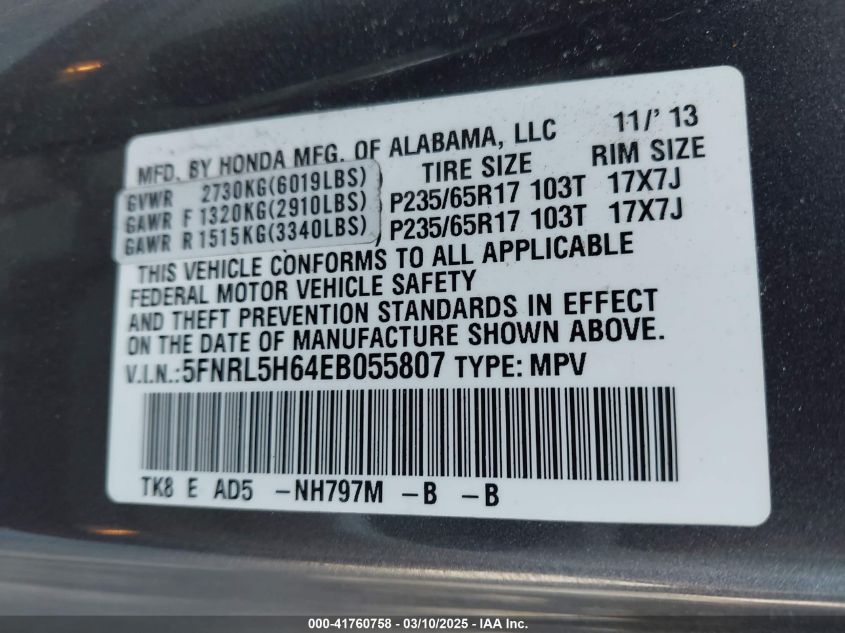 MFD. BY HONDA MFG. OF ALABAMA, LLC 11/'13
TIRE SIZE RIM SIZE
GVWR 2730KG(6019LBS)
GAWR F 1320KG(2910LBS) P235/65R17 103T 17X7J
GAWR R 1515KG(3340LBS) P235/65R17 103T 17X7J
THIS VEHICLE CONFORMS TO ALL APPLICABLE
FEDERAL MOTOR VEHICLE SAFETY
AND THEFT PREVENTION STANDARDS IN EFFECT
ON THE DATE OF MANUFACTURE SHOWN ABOVE.
V.I.N.:5FNRL5H64EB055807 TYPE: MPV
TK8 E AD5 -NH797M -B -B
000-41760758 - 03/10/2025 - IAA Inc.